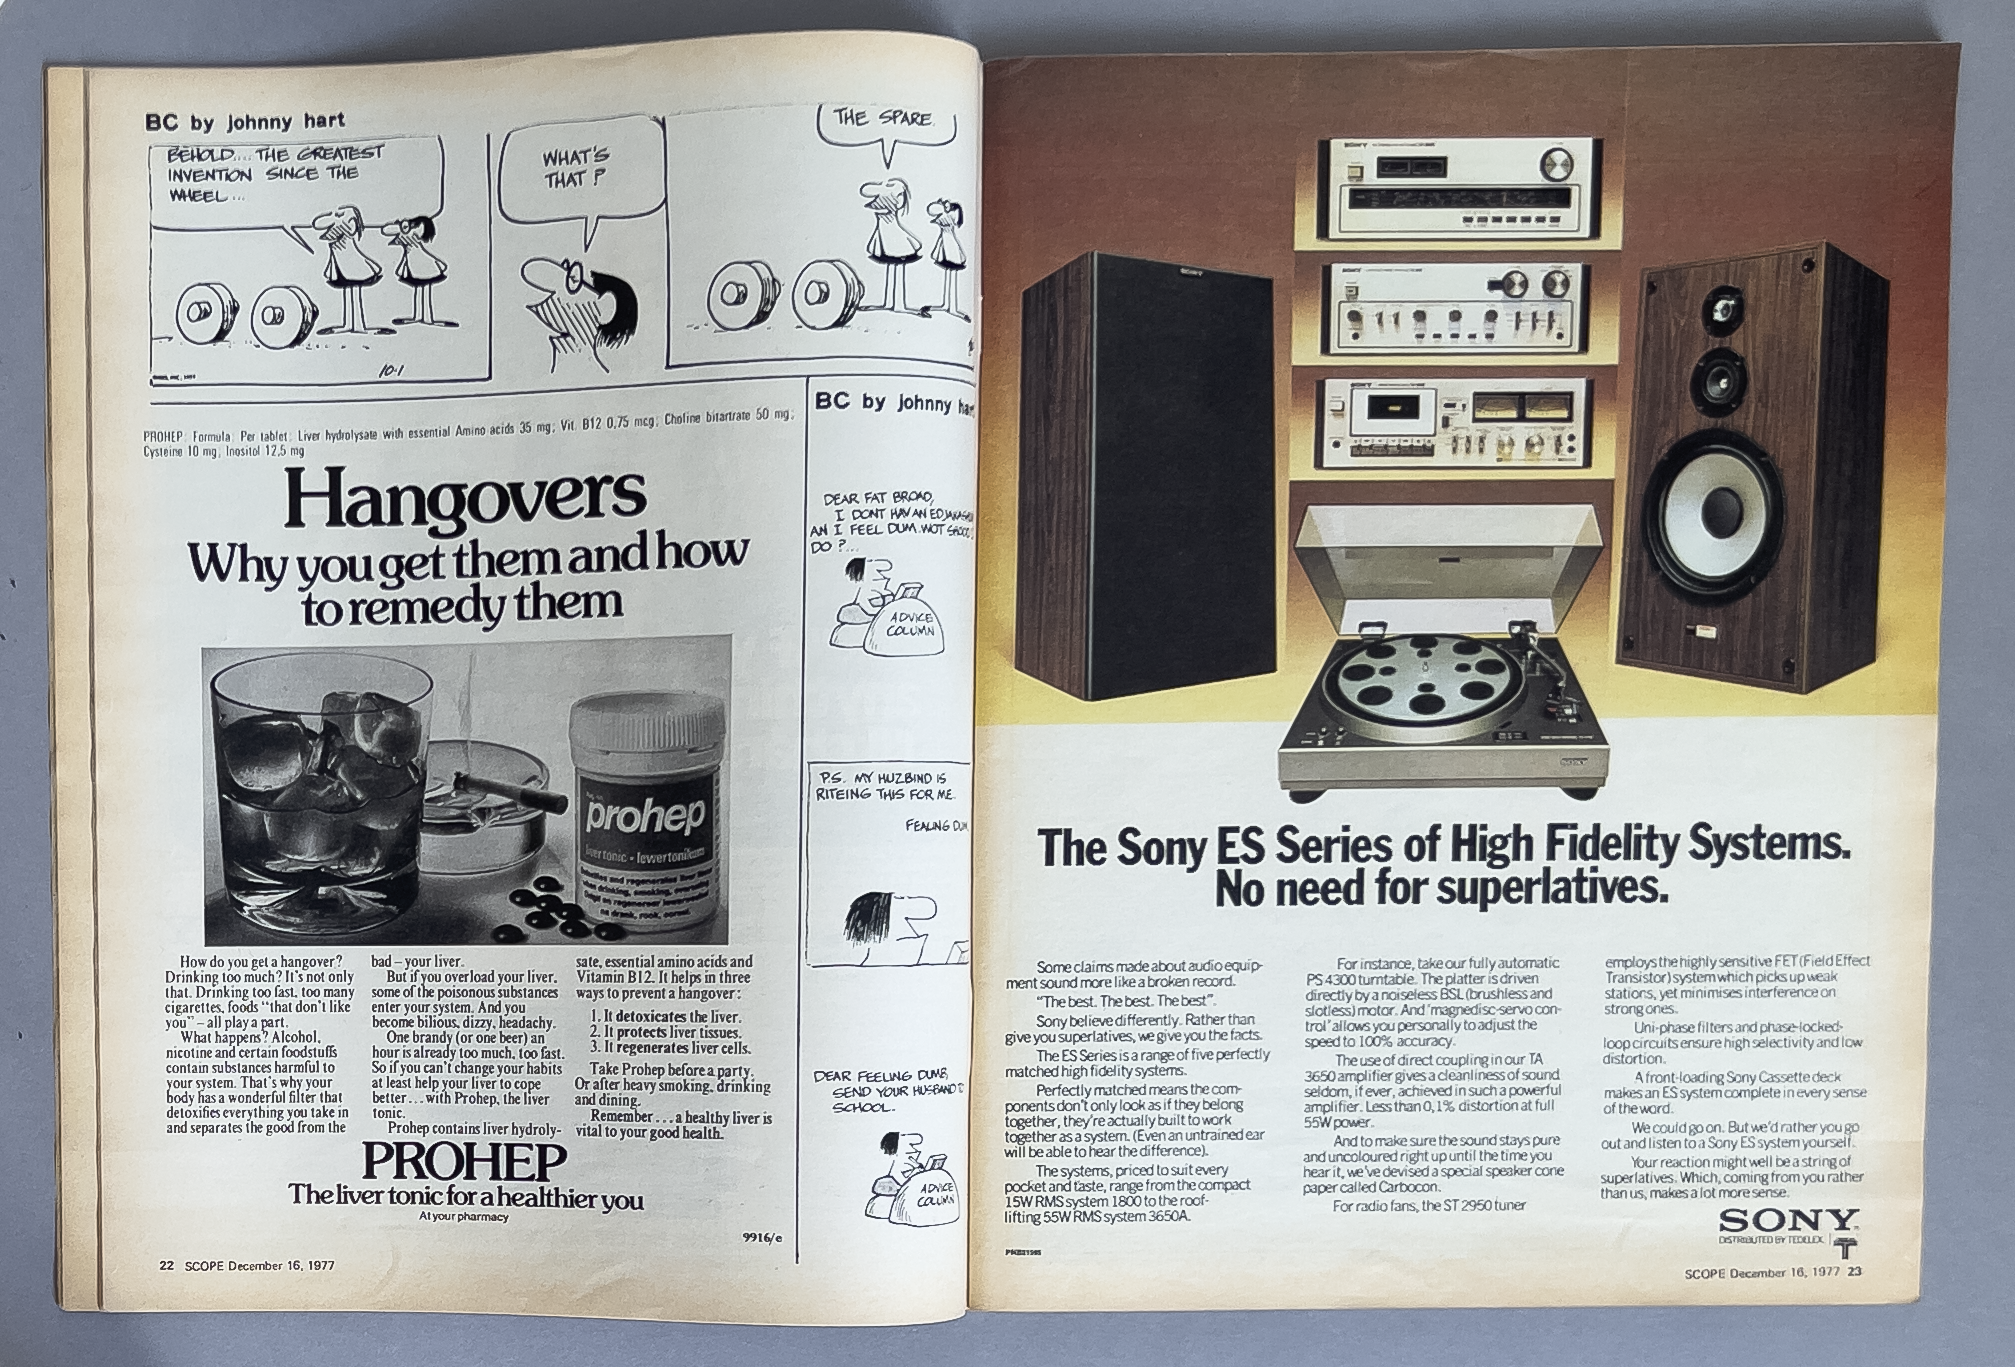 BC by johnny hart
BEHOLD.... THE GREATEST
INVENTION SINCE THE
WHEEL ...
WHAT'S
THAT ?
THE SPARE.
10-1
PROHEP: Formula: Per tablet: Liver hydrolysate with essential Amino acids 35 mg; Vit. B12 0,75 mcg; Choline bitartrate 50 mg;
Cysteine 10 mg; Inositol 12,5 mg
Hangovers
Why you get them and how
to remedy them
prohep
liver tonic - lewertonikum
How do you get a hangover?
Drinking too much? It's not only
that. Drinking too fast, too many
cigarettes, foods "that don't like
you" – all play a part.
What happens? Alcohol,
nicotine and certain foodstuffs
contain substances harmful to
your system. That's why your
body has a wonderful filter that
detoxifies everything you take in
and separates the good from the
bad – your liver.
But if you overload your liver,
some of the poisonous substances
enter your system. And you
become bilious, dizzy, headachy.
One brandy (or one beer) an
hour is already too much, too fast.
So if you can't change your habits
at least help your liver to cope
better... with Prohep, the liver
tonic.
Prohep contains liver hydroly-
sate, essential amino acids and
Vitamin B12. It helps in three
ways to prevent a hangover:
1. It detoxicates the liver.
2. It protects liver tissues.
3. It regenerates liver cells.
Take Prohep before a party.
Or after heavy smoking, drinking
and dining.
Remember... a healthy liver is
vital to your good health.
PROHEP
The liver tonic for a healthier you
At your pharmacy
9916/e
22 SCOPE December 16, 1977
BC by johnny
DEAR FAT BROAD,
I DONT HAV AN
AN I FEEL DUM. WOT
DO ?...
ADVICE
COLUMN
P.S. MY HUZBIND IS
RITEING THIS FOR ME.
FEALING DUM
DEAR FEELING DUMB,
SEND YOUR HUSBAND TO
SCHOOL.
ADVICE
COLUMN
SONY
SONY
SONY
SONY
SONY
The Sony ES Series of High Fidelity Systems.
No need for superlatives.
Some claims made about audio equip-
ment sound more like a broken record.
"The best. The best. The best".
Sony believe differently. Rather than
give you superlatives, we give you the facts.
The ES Series is a range of five perfectly
matched high fidelity systems.
Perfectly matched means the com-
ponents don't only look as if they belong
together, they're actually built to work
together as a system. (Even an untrained ear
will be able to hear the difference).
The systems, priced to suit every
pocket and taste, range from the compact
15W RMS system 1800 to the roof-
lifting 55W RMS system 3650A.
For instance, take our fully automatic
PS 4300 turntable. The platter is driven
directly by a noiseless BSL (brushless and
slotless) motor. And 'magnedisc-servo con-
trol' allows you personally to adjust the
speed to 100% accuracy.
The use of direct coupling in our TA
3650 amplifier gives a cleanliness of sound
seldom, if ever, achieved in such a powerful
amplifier. Less than 0,1% distortion at full
55W power.
And to make sure the sound stays pure
and uncoloured right up until the time you
hear it, we've devised a special speaker cone
paper called Carbocon.
For radio fans, the ST 2950 tuner
employs the highly sensitive FET (Field Effect
Transistor) system which picks up weak
stations, yet minimises interference on
strong ones.
Uni-phase filters and phase-locked-
loop circuits ensure high selectivity and low
distortion.
A front-loading Sony Cassette deck
makes an ES system complete in every sense
of the word.
We could go on. But we'd rather you go
out and listen to a Sony ES system yourself.
Your reaction might well be a string of
superlatives. Which, coming from you rather
than us, makes a lot more sense.
SONY
DISTRIBUTED BY TEDELEX
SCOPE December 16, 1977 23